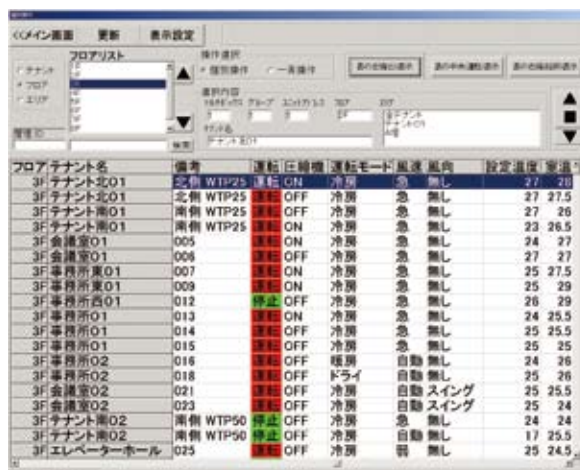 <<メイン画面 更新 表示設定
フロアリスト
操作選択
テナント
フロア
エリア
個別操作 一斉操作
選択内容
フロア
テナント名
テナント北01
管理ID
検索
フロア テナント名 備考 運転 圧縮機 運転モード 風速 風向 設定温度 室温
3F テナント北01 北側 WTP25 運転 ON 冷房 急 無し 27 28
3F テナント北01 北側 WTP25 運転 OFF 冷房 急 無し 27 27.5
3F テナント南01 南側 WTP25 運転 OFF 冷房 急 無し 27 26
3F テナント南01 南側 WTP25 運転 ON 冷房 急 無し 23 26.5
3F 会議室01 005 運転 ON 冷房 急 無し 24 27
3F 会議室01 006 運転 OFF 冷房 急 無し 27 27
3F 事務所東01 007 運転 ON 冷房 急 無し 25 27.5
3F 事務所東01 009 運転 ON 冷房 急 無し 25 29
3F 事務所西01 012 停止 OFF 冷房 急 無し 26 29
3F 事務所01 013 運転 ON 冷房 急 無し 24 25.5
3F 事務所01 014 運転 OFF 冷房 急 無し 25 25.5
3F 事務所01 015 運転 OFF 冷房 急 無し 25 25
3F 事務所02 016 運転 OFF 暖房 自動 無し 24 26
3F 事務所02 018 運転 OFF ドライ 自動 無し 25 26
3F 会議室02 021 運転 OFF 冷房 自動 スイング 25 25.5
3F 会議室02 023 運転 OFF 冷房 自動 スイング 25 24
3F テナント南02 南側 WTP50 停止 OFF 冷房 急 無し 24 24
3F テナント南02 南側 WTP50 停止 OFF 冷房 自動 無し 17 25.5
3F エレベーターホール 025 運転 OFF 冷房 弱 無し 25 24.5